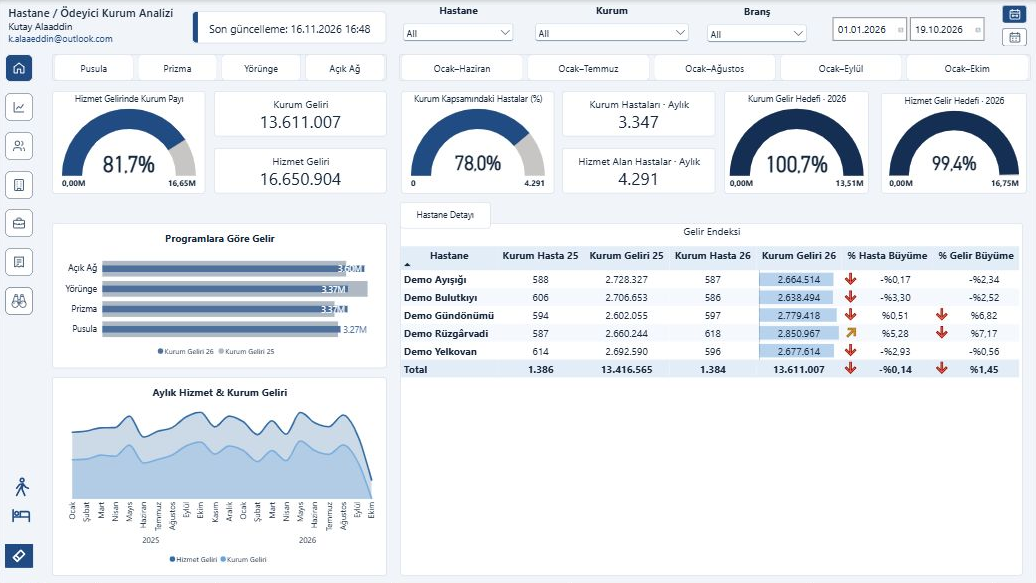 Hastane / Ödeyici Kurum Analizi
Kutay Alaaddin
k.alaaeddin@outlook.com
Son güncelleme: 16.11.2026 16:48
Hastane
All
Kurum
All
Branş
All
01.01.2026
19.10.2026
Pusula
Prizma
Yörünge
Açık Ağ
Ocak–Haziran
Ocak–Temmuz
Ocak–Ağustos
Ocak–Eylül
Ocak–Ekim
Hizmet Gelirinde Kurum Payı
81.7%
0,00M
16,65M
Kurum Geliri
13.611.007
Hizmet Geliri
16.650.904
Kurum Kapsamındaki Hastalar (%)
78,0%
0
4.291
Kurum Hastaları · Aylık
3.347
Hizmet Alan Hastalar · Aylık
4.291
Kurum Gelir Hedefi · 2026
100,7%
0,00M
13,51M
Hizmet Gelir Hedefi · 2026
99,4%
0,00M
16,75M
Programlara Göre Gelir
Açık Ağ
3,60M
Yörünge
3.37M
Prizma
3,37M
Pusula
3.27M
Kurum Geliri 26
Kurum Geliri 25
Aylık Hizmet & Kurum Geliri
Ocak
Şubat
Mart
Nisan
Mayıs
Haziran
Temmuz
Ağustos
Eylül
Ekim
Kasım
Aralık
Ocak
Şubat
Mart
Nisan
Mayıs
Haziran
Temmuz
Ağustos
Eylül
Ekim
2025
2026
Hizmet Geliri
Kurum Geliri
Hastane Detayı
Gelir Endeksi
Hastane Kurum Hasta 25 Kurum Geliri 25 Kurum Hasta 26 Kurum Geliri 26 % Hasta Büyüme % Gelir Büyüme
Demo Ayışığı 588 2.728.327 587 2.664.514 -%0,17 -%2,34
Demo Bulutkıyı 606 2.706.653 586 2.638.494 -%3,30 -%2,52
Demo Gündönümü 594 2.602.055 597 2.779.418 %0,51 %6,82
Demo Rüzgârvadi 587 2.660.244 618 2.850.967 %5,28 %7,17
Demo Yelkovan 614 2.692.590 596 2.677.614 -%2,93 -%0,56
Total 1.386 13.416.565 1.384 13.611.007 -%0,14 %1,45